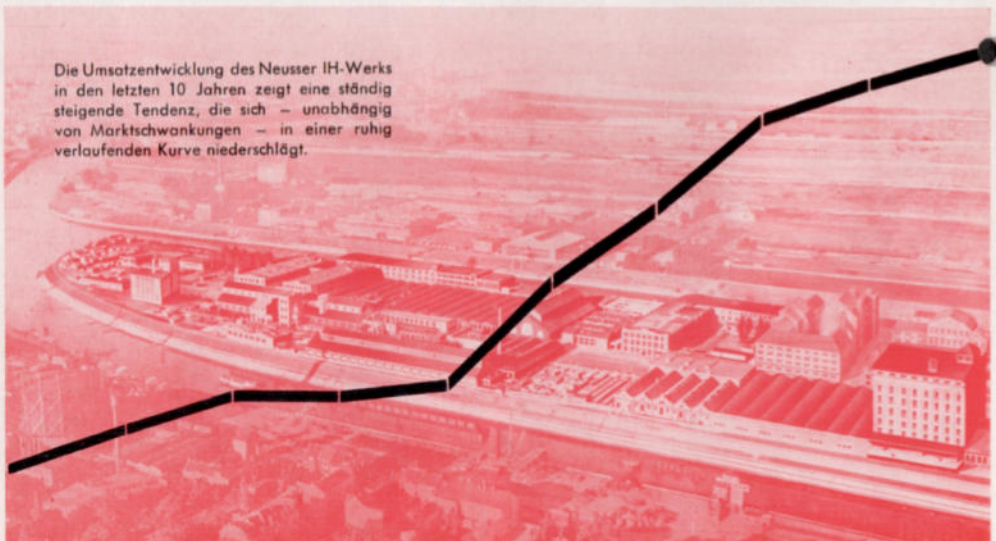 Die Umsatzentwicklung des Neusser IH-Werks
in den letzten 10 Jahren zeigt eine ständig
steigende Tendenz, die sich – unabhängig
von Marktschwankungen – in einer ruhig
verlaufenden Kurve niederschlägt.